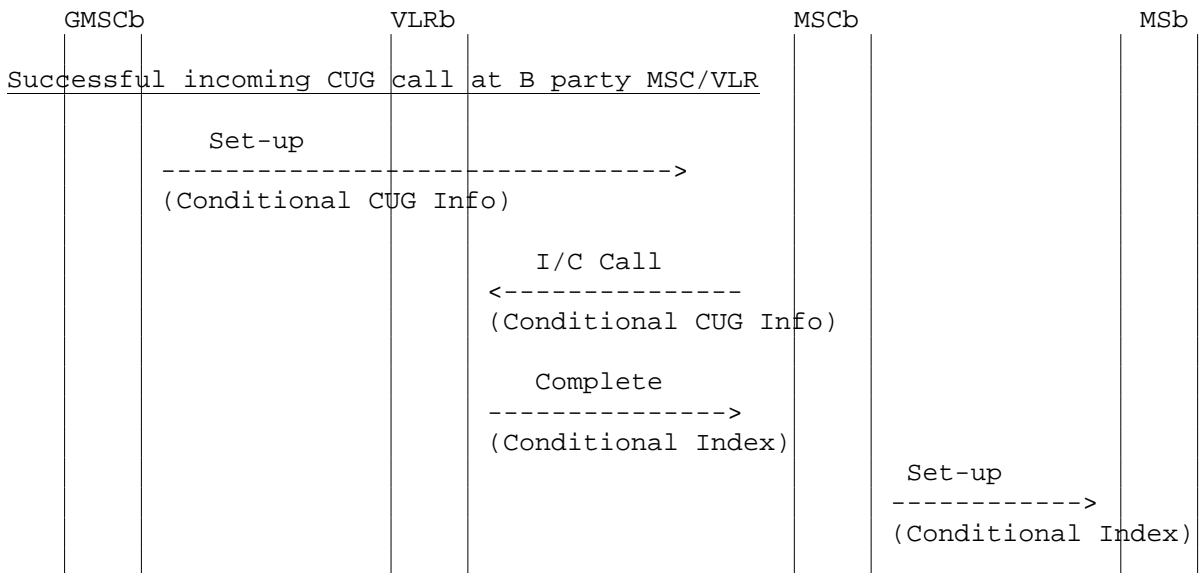 GMSCb VLRb MSCb MSb
Successful incoming CUG call at B party MSC/VLR
Set-up
-------------------------------->
(Conditional CUG Info)
I/C Call
<---------------
(Conditional CUG Info)
Complete
--------------->
(Conditional Index)
Set-up
------------>
(Conditional Index)